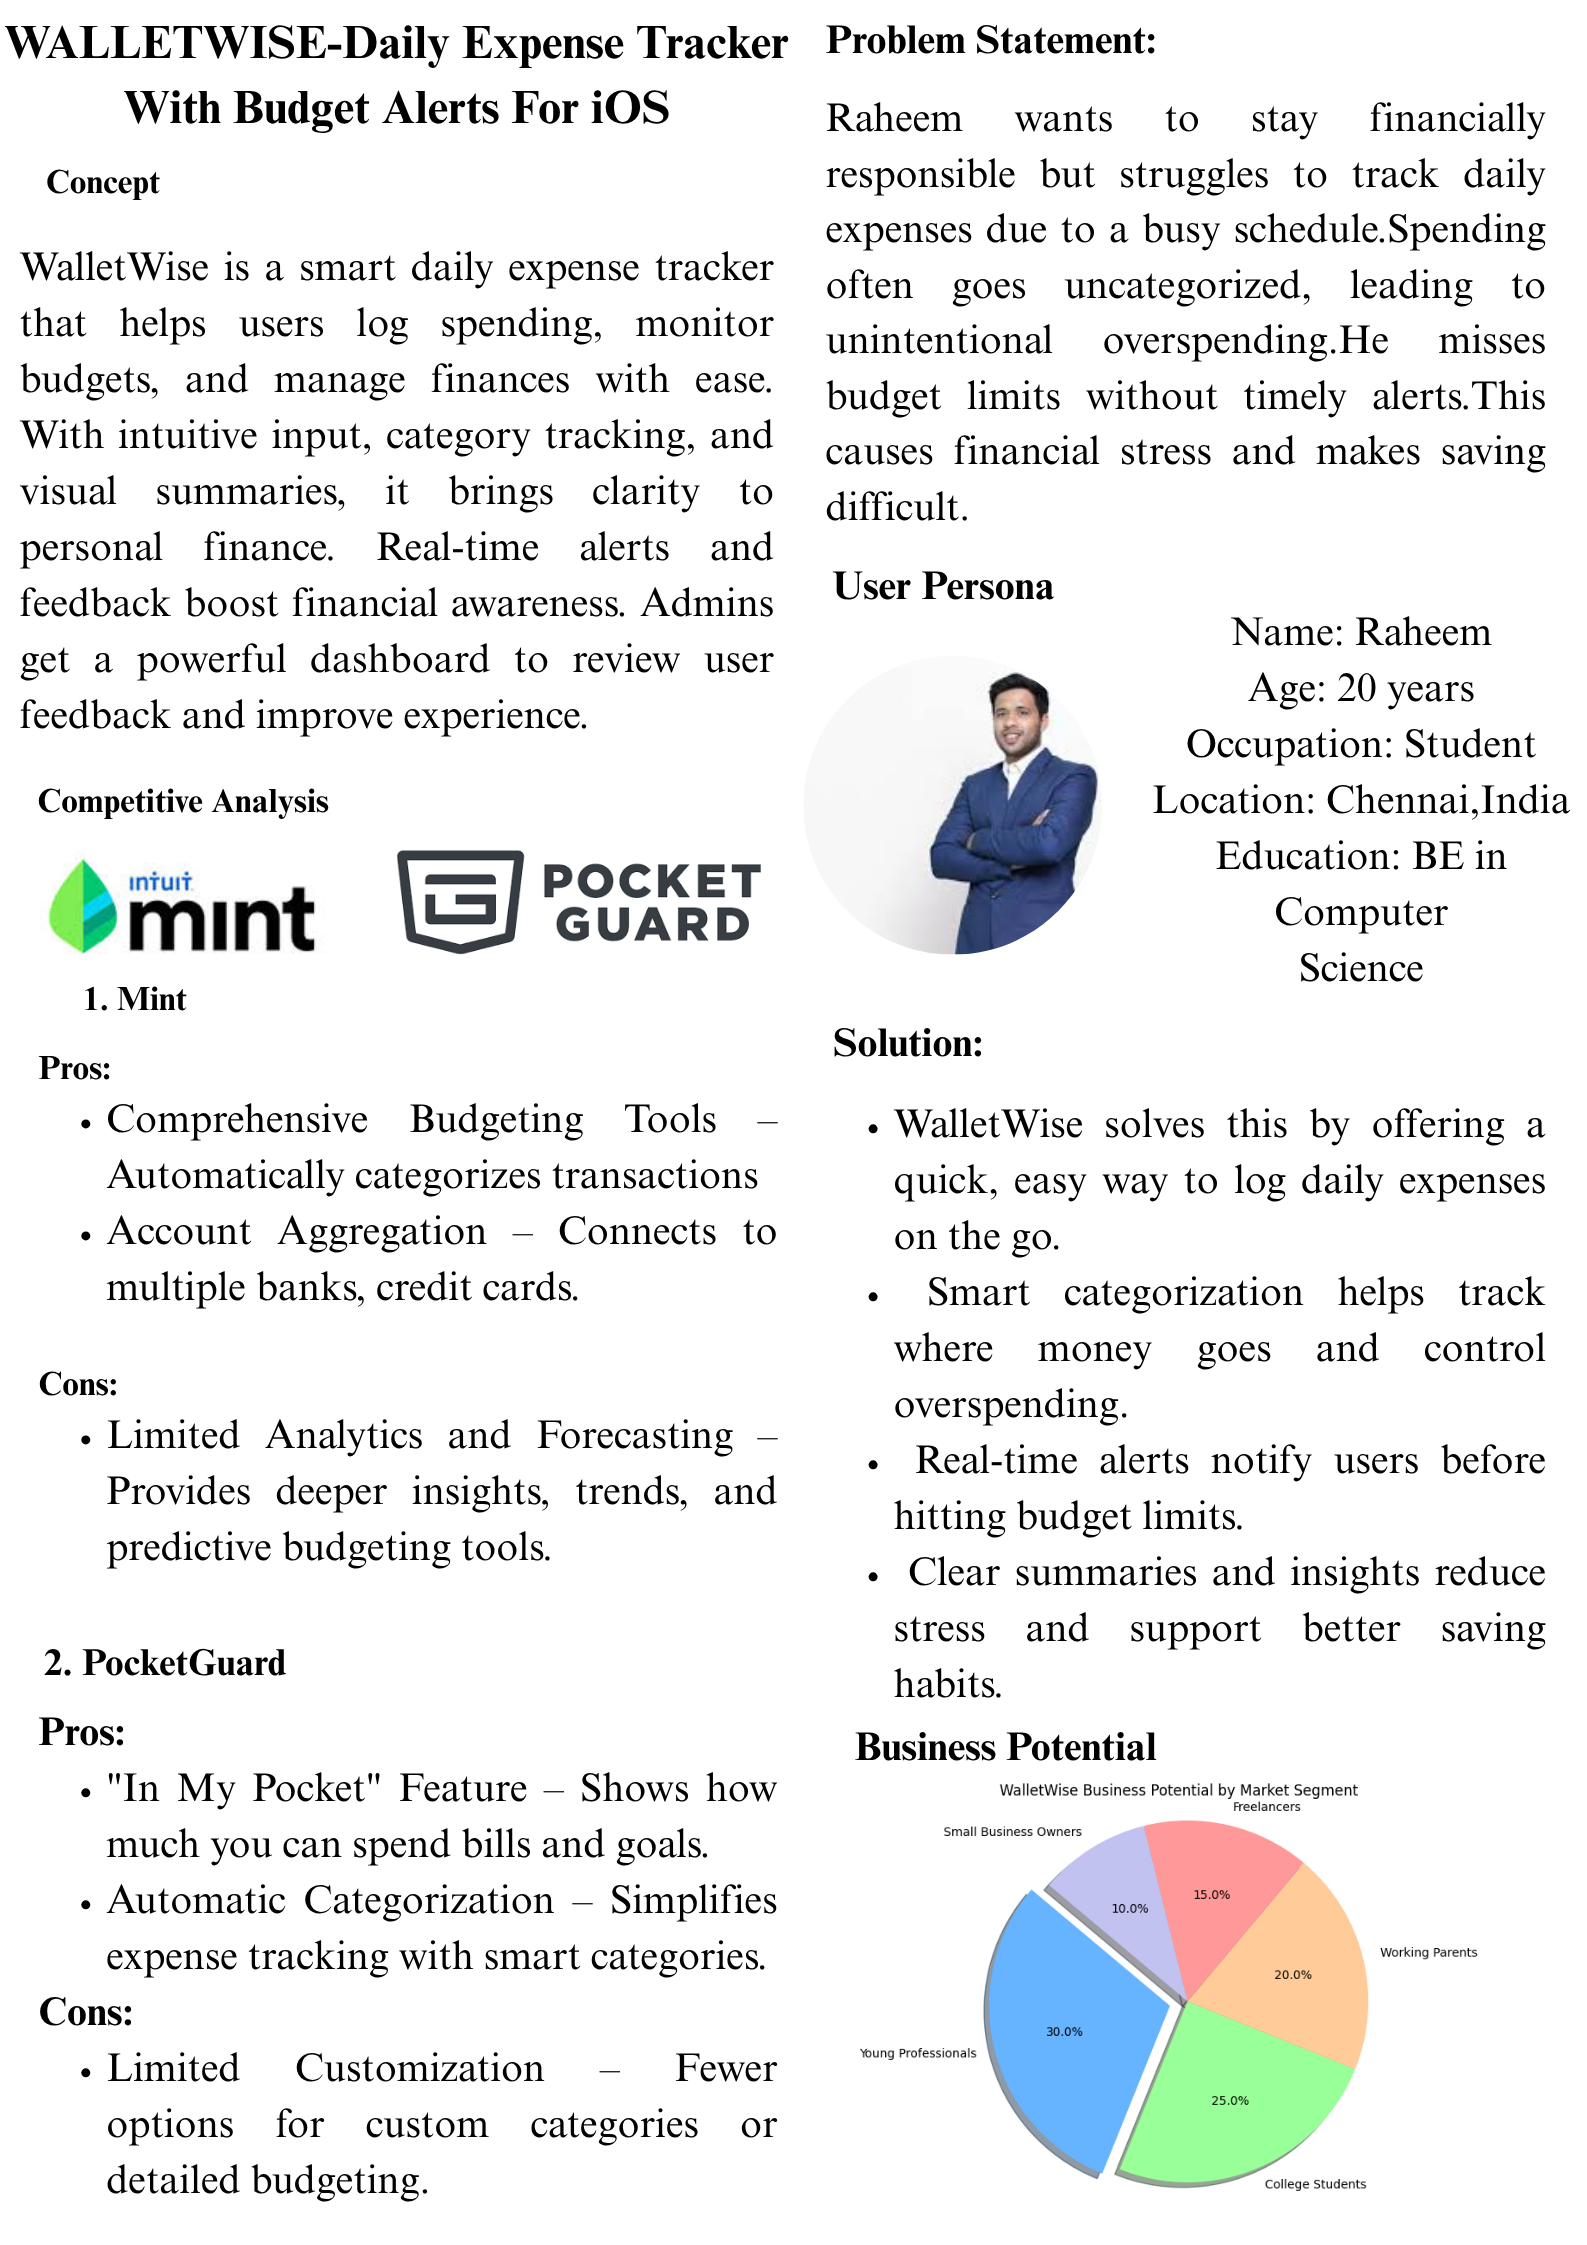 WALLETWISE-Daily Expense Tracker
With Budget Alerts For iOS
Concept
WalletWise is a smart daily expense tracker
that helps users log spending, monitor
budgets, and manage finances with ease.
With intuitive input, category tracking, and
visual summaries, it brings clarity to
personal finance. Real-time alerts and
feedback boost financial awareness. Admins
get a powerful dashboard to review user
feedback and improve experience.
Competitive Analysis
INTUIT
mint
POCKET
GUARD
1. Mint
Pros:
• Comprehensive Budgeting Tools –
Automatically categorizes transactions
• Account Aggregation – Connects to
multiple banks, credit cards.
Cons:
• Limited Analytics and Forecasting –
Provides deeper insights, trends, and
predictive budgeting tools.
2. PocketGuard
Pros:
• "In My Pocket" Feature – Shows how
much you can spend bills and goals.
• Automatic Categorization – Simplifies
expense tracking with smart categories.
Cons:
• Limited Customization – Fewer
options for custom categories or
detailed budgeting.
Problem Statement:
Raheem wants to stay financially
responsible but struggles to track daily
expenses due to a busy schedule.Spending
often goes uncategorized, leading to
unintentional overspending.He misses
budget limits without timely alerts.This
causes financial stress and makes saving
difficult.
User Persona
Name: Raheem
Age: 20 years
Occupation: Student
Location: Chennai,India
Education: BE in
Computer
Science
Solution:
• WalletWise solves this by offering a
quick, easy way to log daily expenses
on the go.
• Smart categorization helps track
where money goes and control
overspending.
• Real-time alerts notify users before
hitting budget limits.
• Clear summaries and insights reduce
stress and support better saving
habits.
Business Potential
WalletWise Business Potential by Market Segment
Freelancers
Small Business Owners
15.0%
10.0%
Working Parents
20.0%
30.0%
Young Professionals
25.0%
College Students